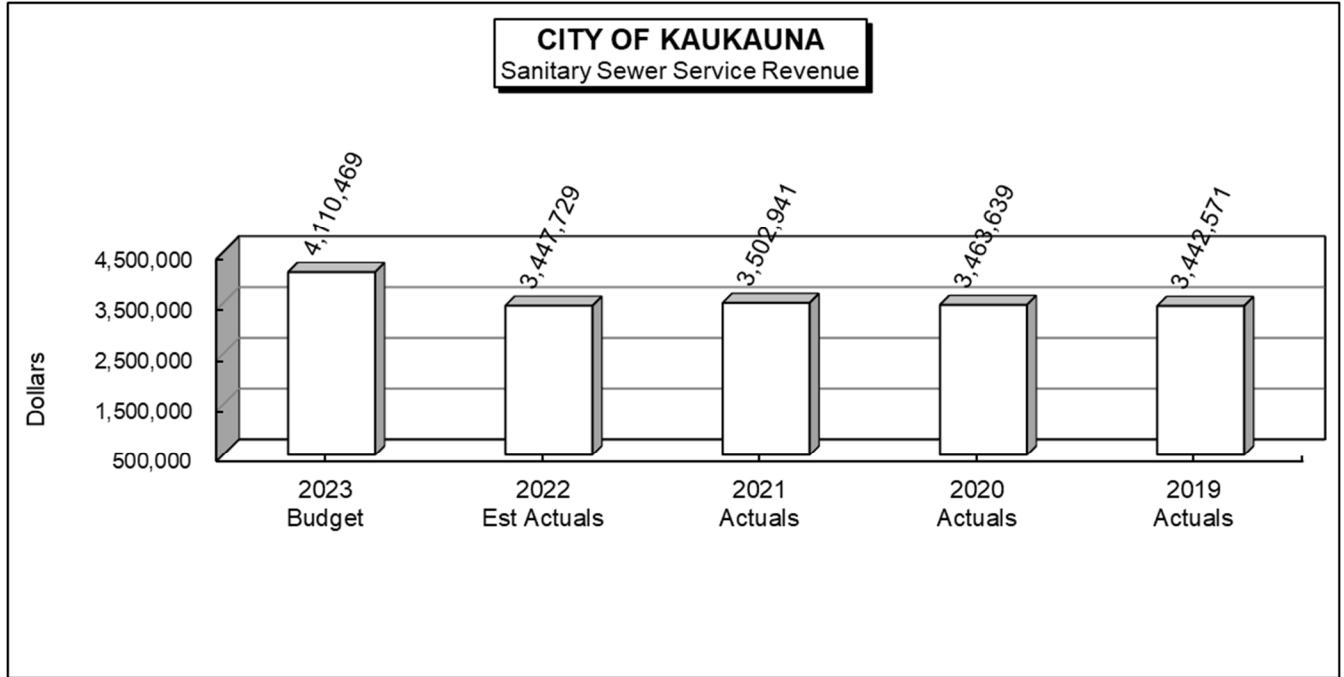 CITY OF KAUKAUNA
Sanitary Sewer Service Revenue
4,110,469
3,447,729
3,502,941
3,463,639
3,442,571
4,500,000
3,500,000
2,500,000
1,500,000
500,000
Dollars
2023
Budget
2022
Est Actuals
2021
Actuals
2020
Actuals
2019
Actuals